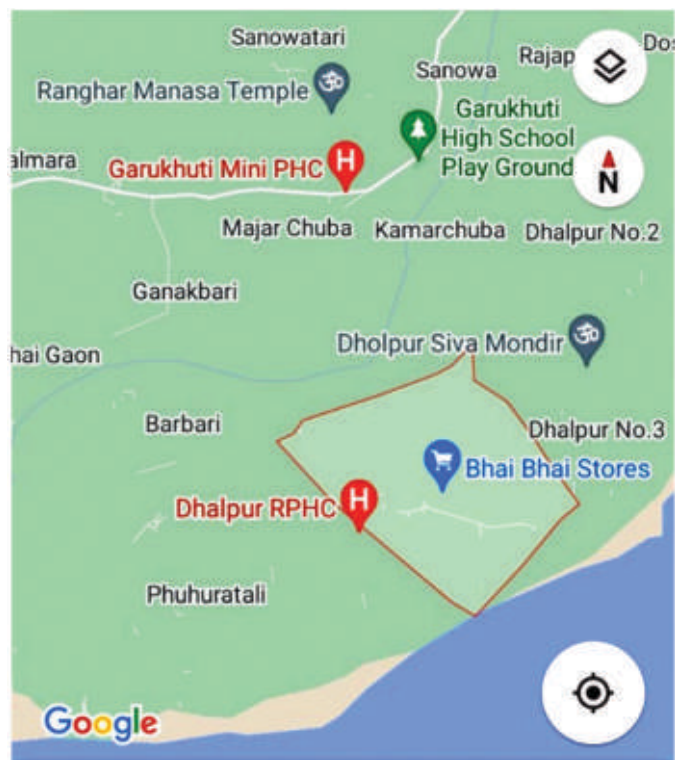 Sanowatari
Rajap
Dos
Sanowa
Ranghar Manasa Temple
Garukhuti
High School
Play Ground
almara
Garukhuti Mini PHC
N
Majar Chuba
Kamarchuba
Dhalpur No.2
Ganakbari
Dholpur Siva Mondir
hai Gaon
Barbari
Dhalpur No.3
Bhai Bhai Stores
Dhalpur RPHC
Phuhuratali
Google